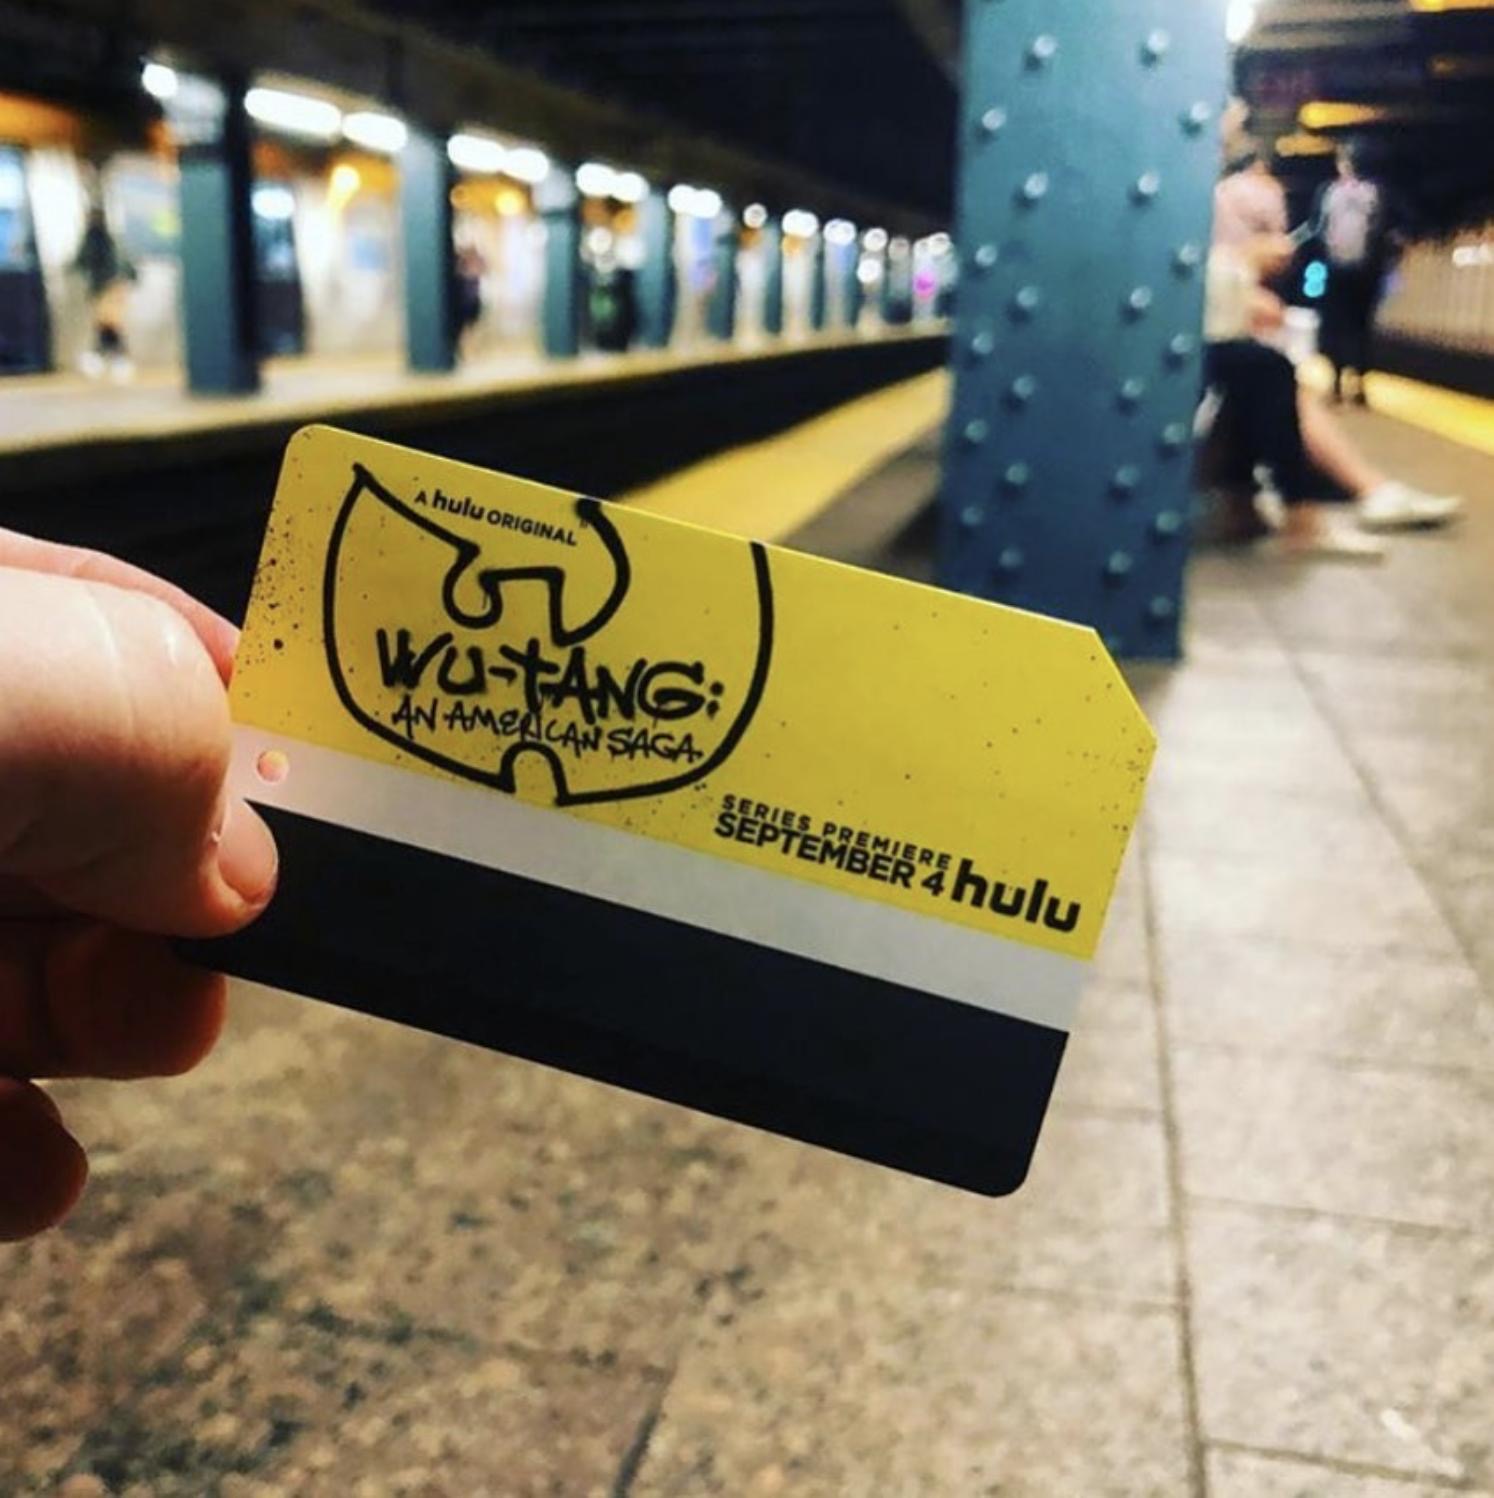 A hulu ORIGINAL
WU-TANG:
AN AMERICAN SAGA.
SERIES PREMIERE
SEPTEMBER 4
hulu